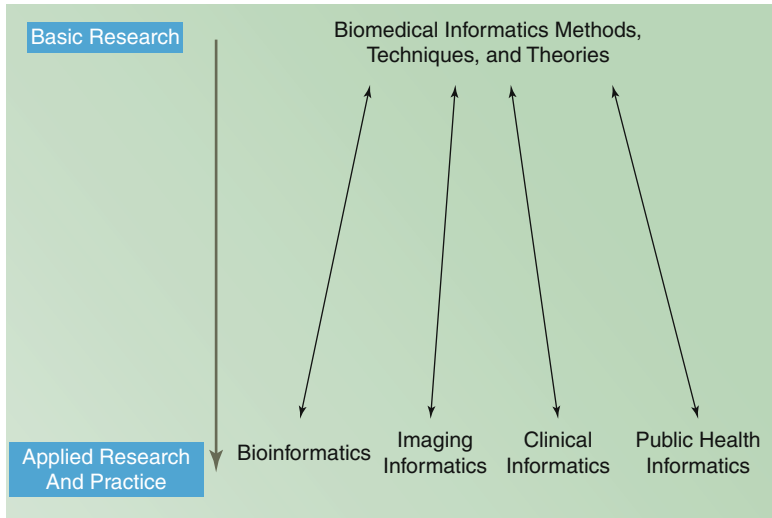 Basic Research
Biomedical Informatics Methods,
Techniques, and Theories
Applied Research
And Practice
Bioinformatics
Imaging
Informatics
Clinical
Informatics
Public Health
Informatics